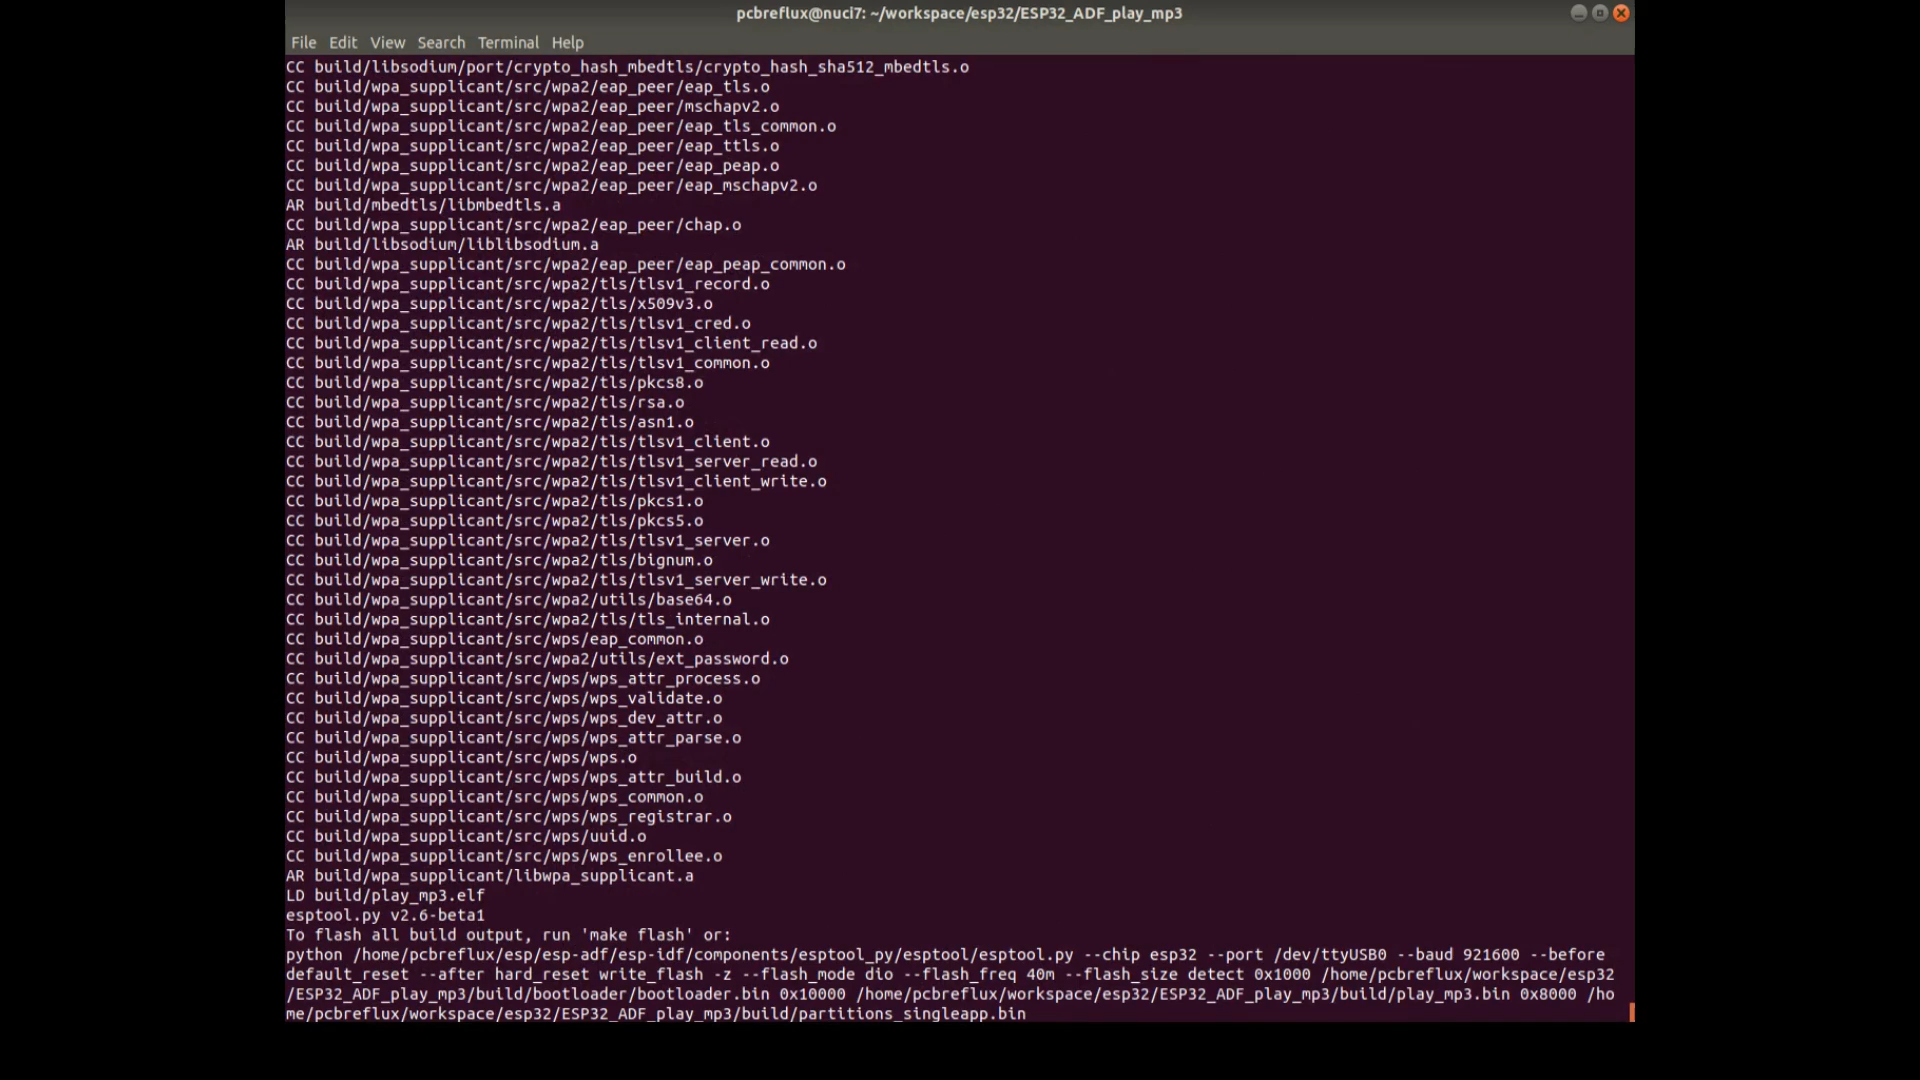 pcbreflux@nuci7: ~/workspace/esp32/ESP32_ADF_play_mp3
File Edit View Search Terminal Help
CC build/libsodium/port/crypto_hash_mbedtls/crypto_hash_sha512_mbedtls.o
CC build/wpa_supplicant/src/wpa2/eap_peer/eap_tls.o
CC build/wpa_supplicant/src/wpa2/eap_peer/mschapv2.o
CC build/wpa_supplicant/src/wpa2/eap_peer/eap_tls_common.o
CC build/wpa_supplicant/src/wpa2/eap_peer/eap_ttls.o
CC build/wpa_supplicant/src/wpa2/eap_peer/eap_peap.o
CC build/wpa_supplicant/src/wpa2/eap_peer/eap_mschapv2.o
AR build/mbedtls/libmbedtls.a
CC build/wpa_supplicant/src/wpa2/eap_peer/chap.o
AR build/libsodium/liblibsodium.a
CC build/wpa_supplicant/src/wpa2/eap_peer/eap_peap_common.o
CC build/wpa_supplicant/src/wpa2/tls/tlsv1_record.o
CC build/wpa_supplicant/src/wpa2/tls/x509v3.o
CC build/wpa_supplicant/src/wpa2/tls/tlsv1_cred.o
CC build/wpa_supplicant/src/wpa2/tls/tlsv1_client_read.o
CC build/wpa_supplicant/src/wpa2/tls/tlsv1_common.o
CC build/wpa_supplicant/src/wpa2/tls/pkcs8.o
CC build/wpa_supplicant/src/wpa2/tls/rsa.o
CC build/wpa_supplicant/src/wpa2/tls/asn1.o
CC build/wpa_supplicant/src/wpa2/tls/tlsv1_client.o
CC build/wpa_supplicant/src/wpa2/tls/tlsv1_server_read.o
CC build/wpa_supplicant/src/wpa2/tls/tlsv1_client_write.o
CC build/wpa_supplicant/src/wpa2/tls/pkcs1.o
CC build/wpa_supplicant/src/wpa2/tls/pkcs5.o
CC build/wpa_supplicant/src/wpa2/tls/tlsv1_server.o
CC build/wpa_supplicant/src/wpa2/tls/bignum.o
CC build/wpa_supplicant/src/wpa2/tls/tlsv1_server_write.o
CC build/wpa_supplicant/src/wpa2/utils/base64.o
CC build/wpa_supplicant/src/wpa2/tls/tls_internal.o
CC build/wpa_supplicant/src/wps/eap_common.o
CC build/wpa_supplicant/src/wpa2/utils/ext_password.o
CC build/wpa_supplicant/src/wps/wps_attr_process.o
CC build/wpa_supplicant/src/wps/wps_validate.o
CC build/wpa_supplicant/src/wps/wps_dev_attr.o
CC build/wpa_supplicant/src/wps/wps_attr_parse.o
CC build/wpa_supplicant/src/wps/wps.o
CC build/wpa_supplicant/src/wps/wps_attr_build.o
CC build/wpa_supplicant/src/wps/wps_common.o
CC build/wpa_supplicant/src/wps/wps_registrar.o
CC build/wpa_supplicant/src/wps/uuid.o
CC build/wpa_supplicant/src/wps/wps_enrollee.o
AR build/wpa_supplicant/libwpa_supplicant.a
LD build/play_mp3.elf
esptool.py v2.6-beta1
To flash all build output, run 'make flash' or:
python /home/pcbreflux/esp/esp-adf/esp-idf/components/esptool_py/esptool/esptool.py --chip esp32 --port /dev/ttyUSB0 --baud 921600 --before
default_reset --after hard_reset write_flash -z --flash_mode dio --flash_freq 40m --flash_size detect 0x1000 /home/pcbreflux/workspace/esp32
/ESP32_ADF_play_mp3/build/bootloader/bootloader.bin 0x10000 /home/pcbreflux/workspace/esp32/ESP32_ADF_play_mp3/build/play_mp3.bin 0x8000 /ho
me/pcbreflux/workspace/esp32/ESP32_ADF_play_mp3/build/partitions_singleapp.bin